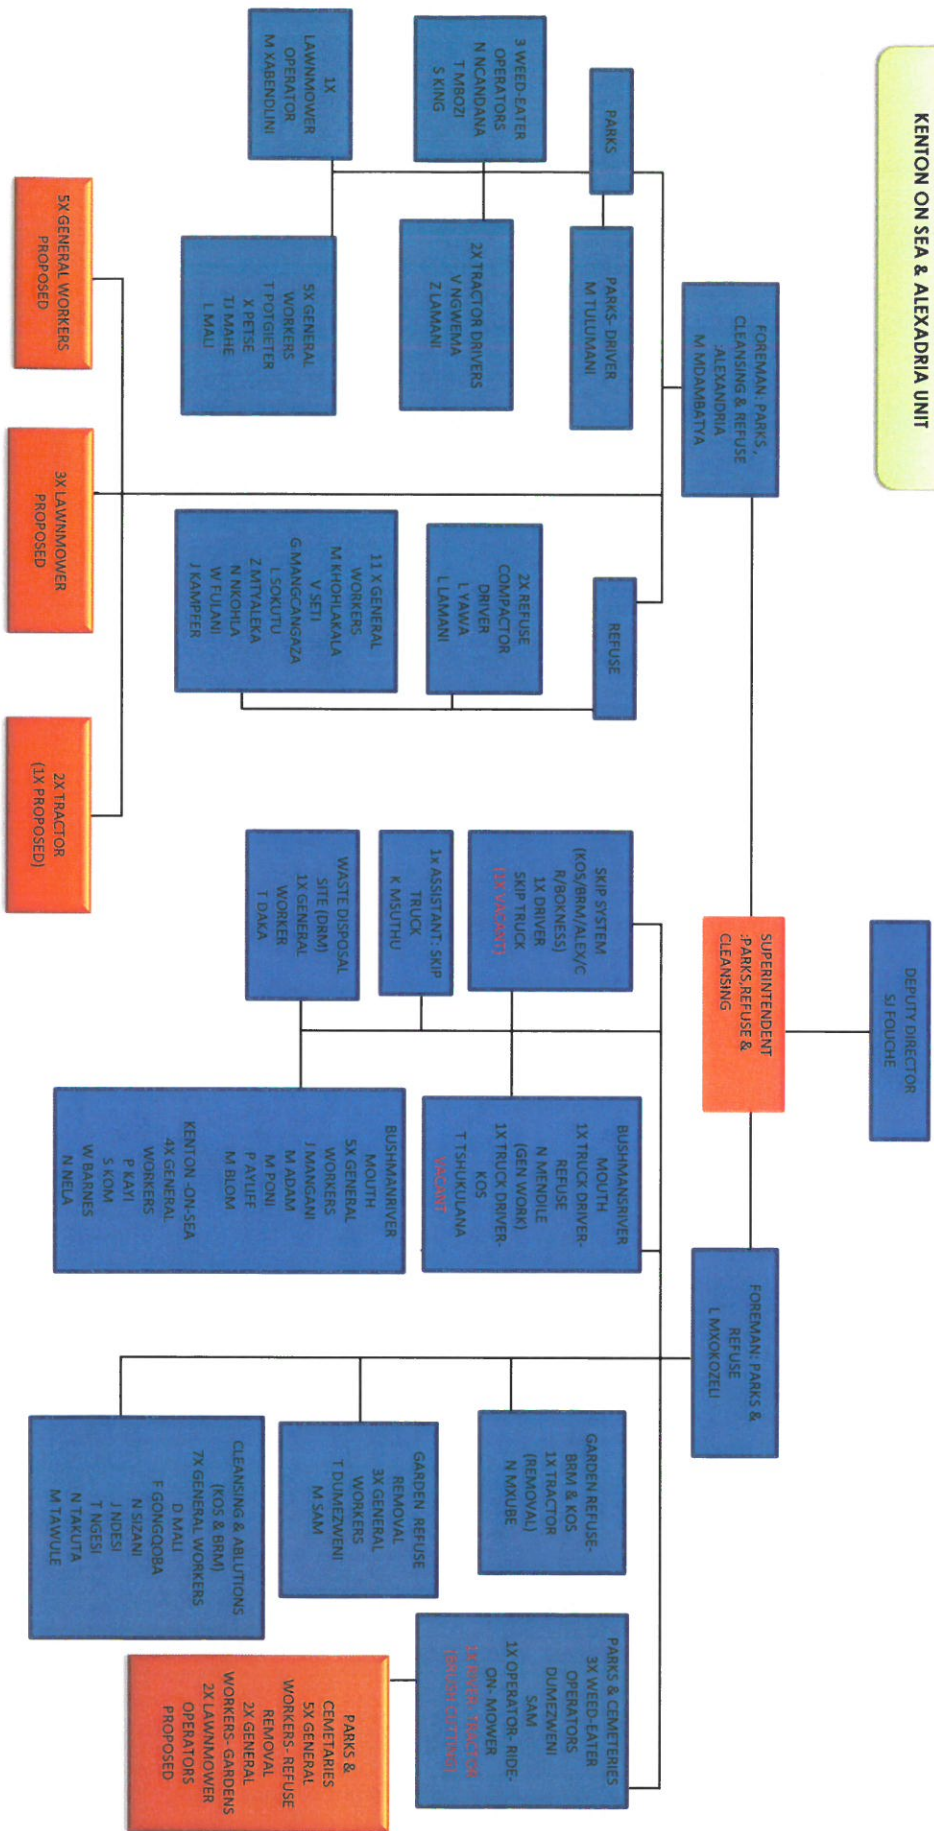 KENTON ON SEA & ALEXADRIA UNIT
DEPUTY DIRECTOR
SJ FOUCHE
SUPERINTENDENT
:PARKS,REFUSE &
CLEANSING
FOREMAN: PARKS,
CLEANSING & REFUSE
:ALEXANDRIA
M MDAMBATYA
FOREMAN: PARKS &
REFUSE
L MXOKOZELI
PARKS
PARKS- DRIVER
M TULUMANI
REFUSE
3 WEED-EATER
OPERATORS
N NCANDANA
T MBOZI
S KING
2X TRACTOR DRIVERS
V NGWEMA
Z LAMANI
2X REFUSE
COMPACTOR
DRIVER
L YAWA
L LAMANI
1X
LAWNMOWER
OPERATOR
M XABENDLINI
5X GENERAL
WORKERS
T POTGIETER
X PETSE
TJ MAHE
L MALI
11 X GENERAL
WORKERS
M KHOHLAKALA
V SETI
G MANGCANGAZA
L SOKUTU
Z MTYALEKA
N NKOHLA
W FULANI
J KAMPFER
5X GENERAL WORKERS
PROPOSED
3X LAWNMOWER
PROPOSED
2X TRACTOR
(1X PROPOSED)
SKIP SYSTEM
(KOS/BRM/ALEX/C
R/BOKNESS)
1X DRIVER
SKIP TRUCK
(1X VACANT)
BUSHMANSRIVER
MOUTH
1X TRUCK DRIVER-
REFUSE
N MENDILE
(GEN WORK)
1X TRUCK DRIVER-
KOS
T TSHUKULANA
VACANT
1x ASSISTANT: SKIP
TRUCK
K MSUTHU
WASTE DISPOSAL
SITE (DRM)
1X GENERAL
WORKER
T DAKA
BUSHMANRIVER
MOUTH
5X GENERAL
WORKERS
J MANGANI
M ADAM
M PONI
P AYLIFF
M BLOM
KENTON -ON-SEA
4X GENERAL
WORKERS
P KAYI
S KOM
W BARNES
N NELA
GARDEN REFUSE-
BRM & KOS
1X TRACTOR
(REMOVAL)
N MXUBE
GARDEN REFUSE
REMOVAL
3X GENERAL
WORKERS
T DUMEZWENI
M SAM
CLEANSING & ABLUTIONS
(KOS & BRM)
7X GENERAL WORKERS
D MALI
F GONGQOBA
N SIZANI
J NDESI
T NGESI
N TAKUTA
M TAWULE
PARKS & CEMETERIES
3X WEED-EATER
OPERATORS
DUMEZWENI
SAM
1X OPERATOR- RIDE-
ON- MOWER
1X RIVER TRACTOR
(BRUSH CUTTING)
PARKS &
CEMETARIES
5X GENERAL
WORKERS- REFUSE
REMOVAL
2X GENERAL
WORKERS- GARDENS
2X LAWNMOWER
OPERATORS
PROPOSED